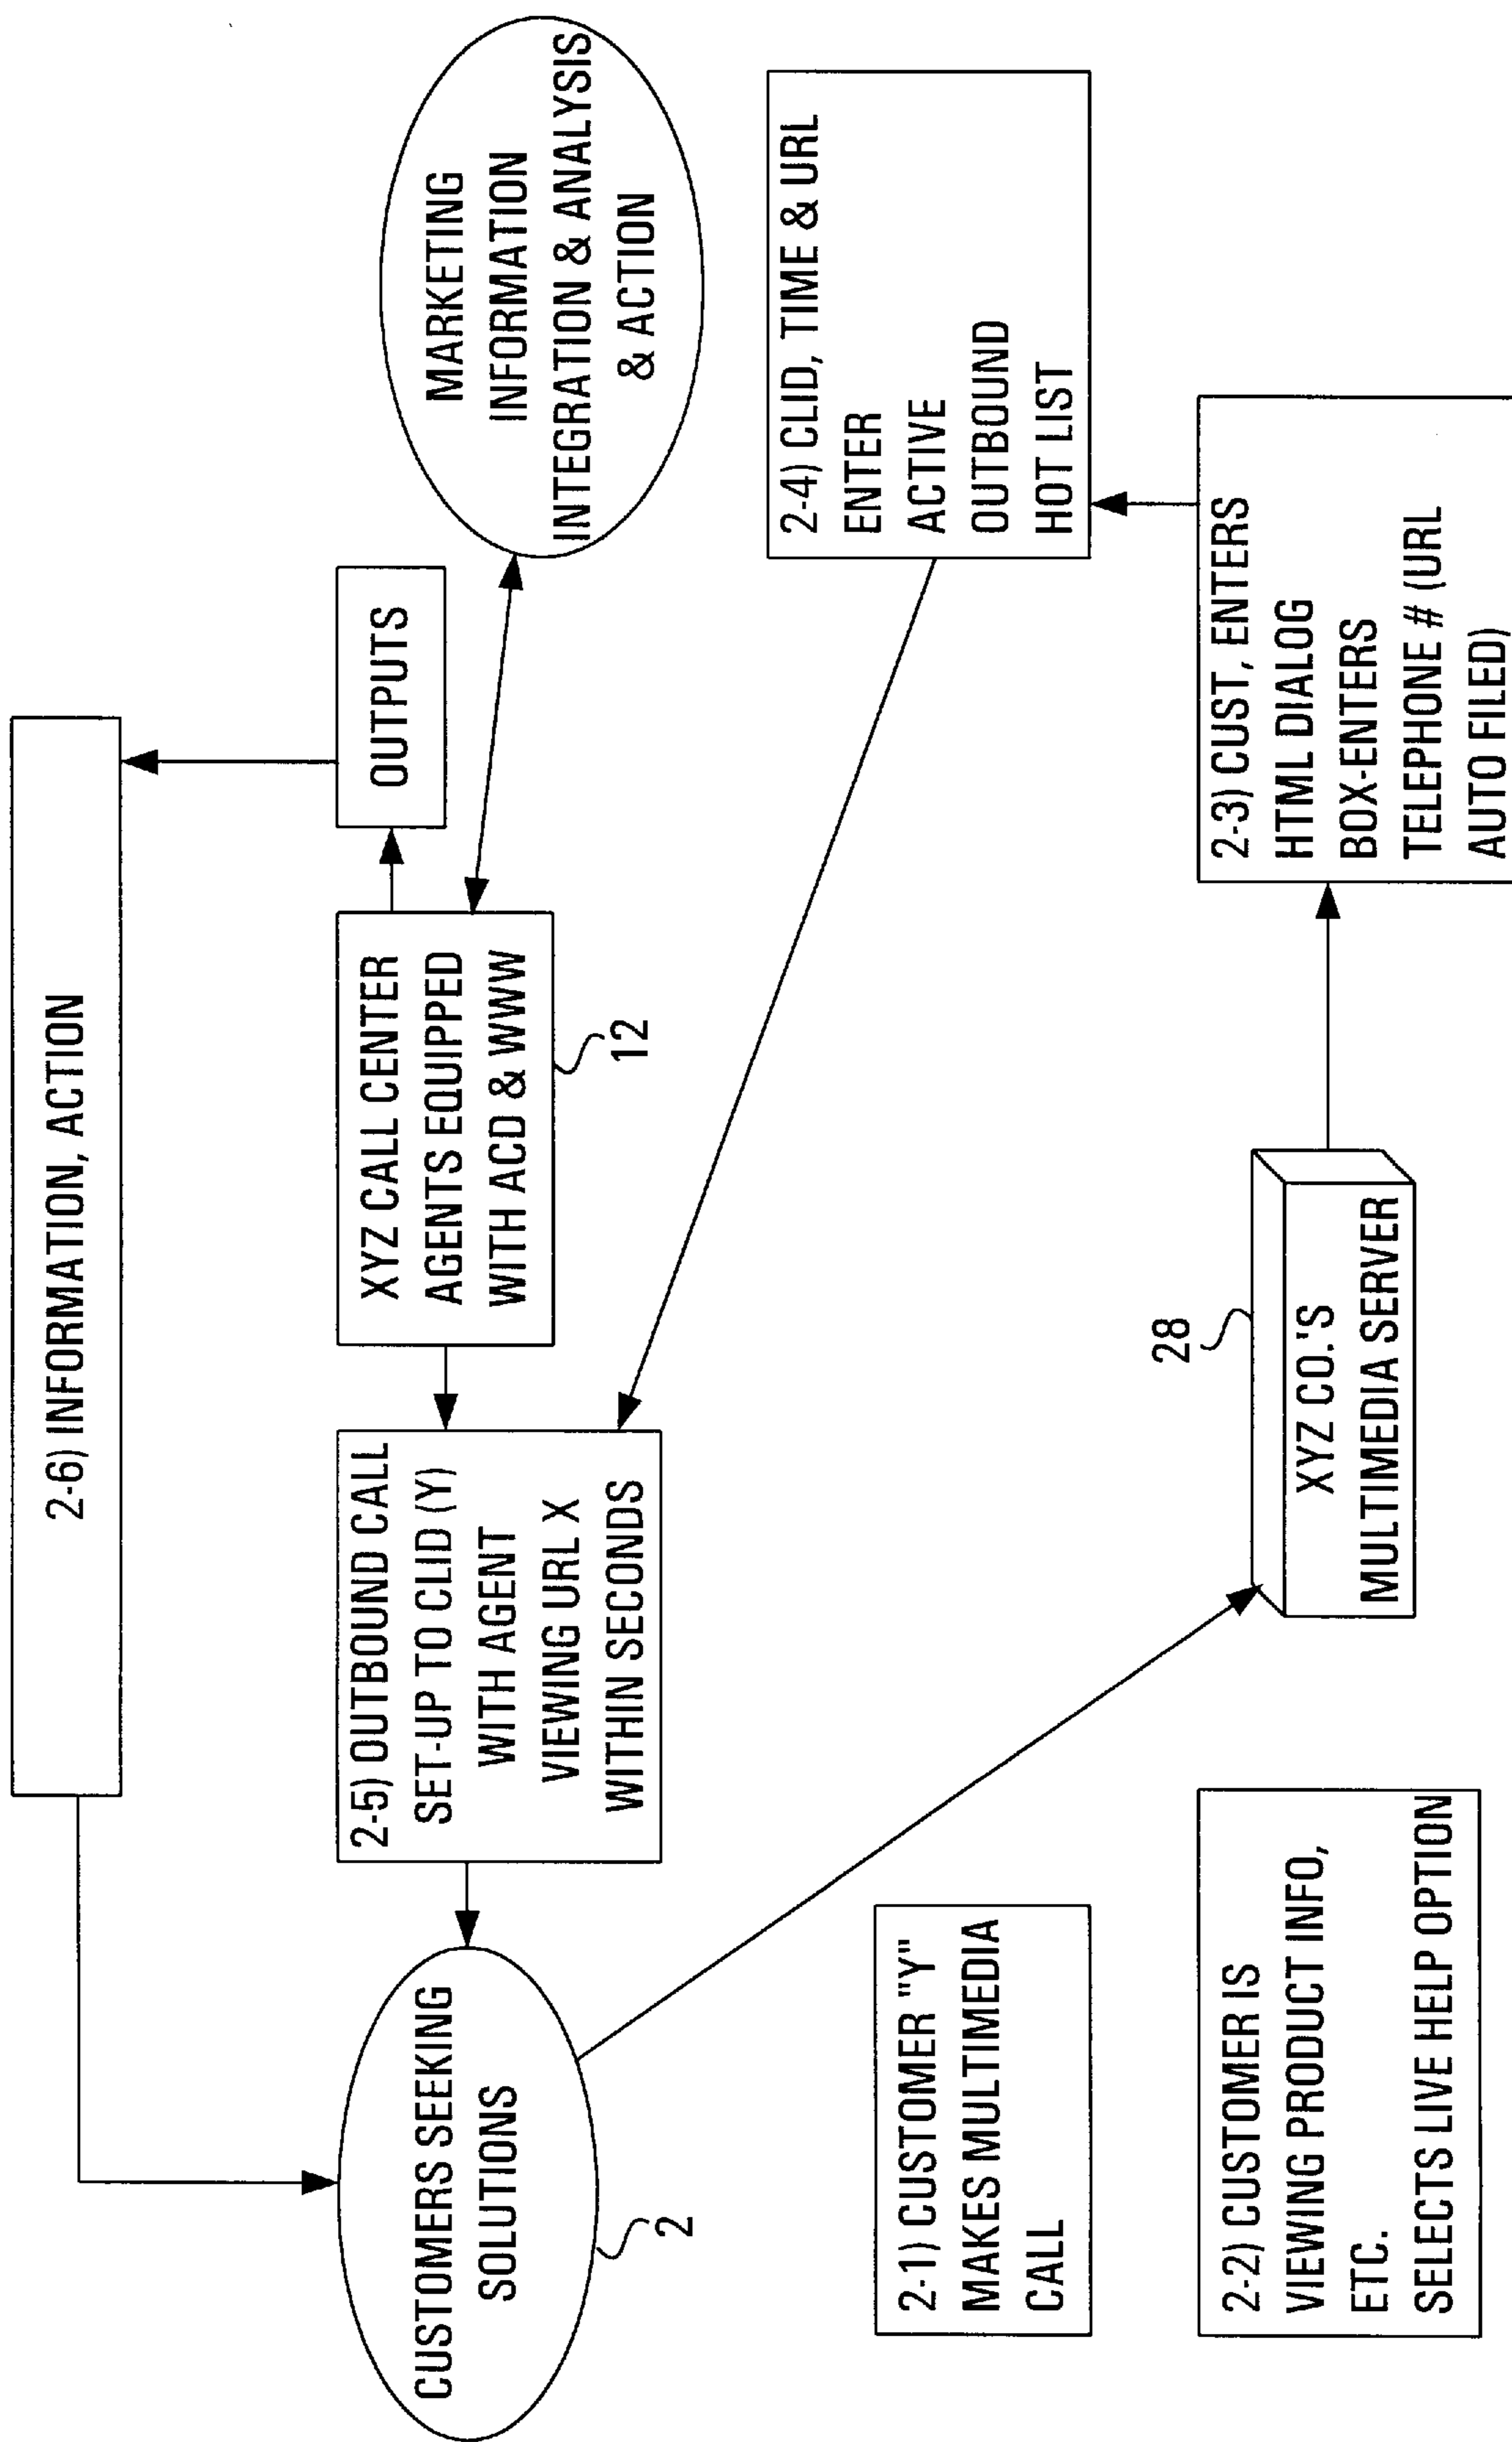 2-6) INFORMATION, ACTION
CUSTOMERS SEEKING
SOLUTIONS
2
2-5) OUTBOUND CALL
SET-UP TO CLID (Y)
WITH AGENT
VIEWING URL X
WITHIN SECONDS
XYZ CALL CENTER
AGENTS EQUIPPED
WITH ACD & WWW
12
OUTPUTS
MARKETING
INFORMATION
INTEGRATION & ANALYSIS
& ACTION
2-1) CUSTOMER "Y"
MAKES MULTIMEDIA
CALL
2-4) CLID, TIME & URL
ENTER
ACTIVE
OUTBOUND
HOT LIST
2-2) CUSTOMER IS
VIEWING PRODUCT INFO,
ETC.
SELECTS LIVE HELP OPTION
28
XYZ CO.'S
MULTIMEDIA SERVER
2-3) CUST, ENTERS
HTML DIALOG
BOX-ENTERS
TELEPHONE # (URL
AUTO FILED)